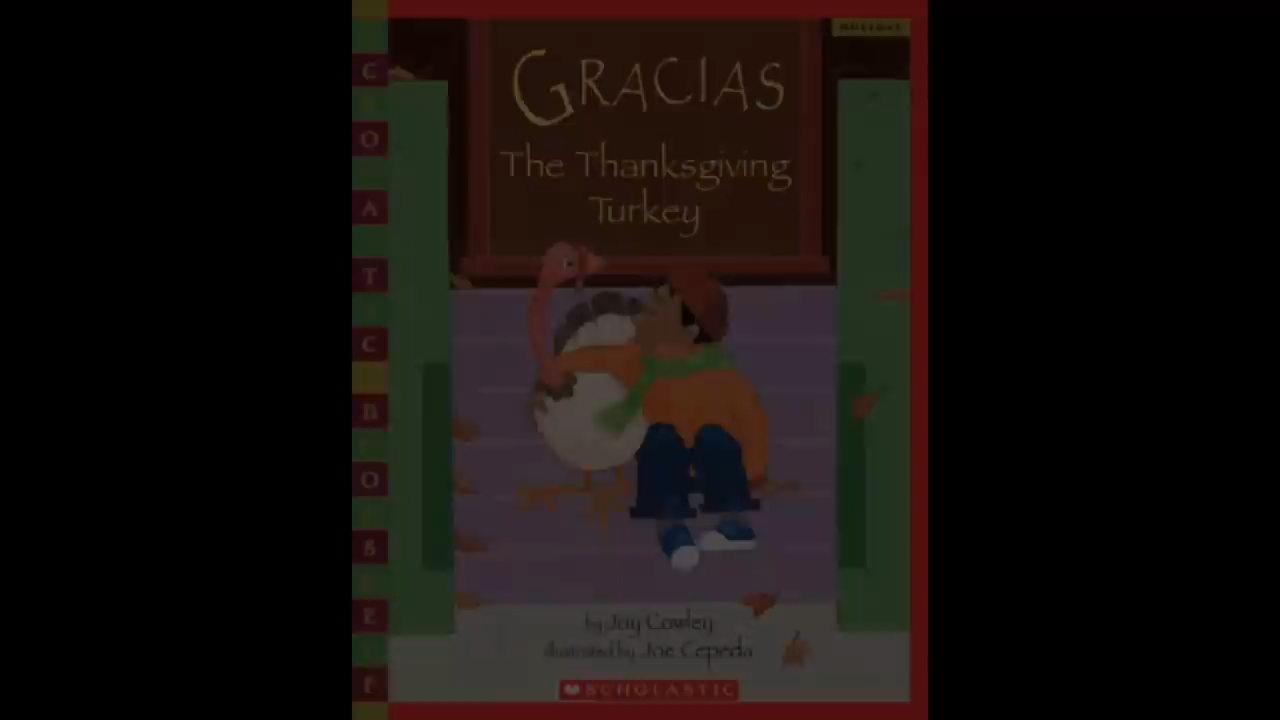 GRACIAS
The Thanksgiving
Turkey
by Joy Cowley
illustrated by Joe Cepeda
SCHOLASTIC
C
O
A
T
C
O
B
E